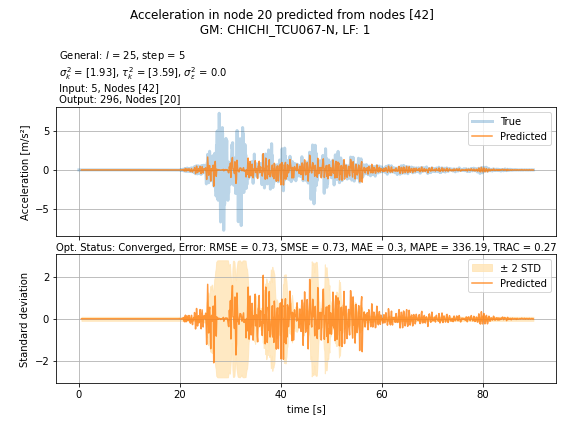 Acceleration in node 20 predicted from nodes [42]
GM: CHICHI_TCU067-N, LF: 1
General: l = 25, step = 5
σ²ₖ = [1.93], τ²ₖ = [3.59], σ²ε = 0.0
Input: 5, Nodes [42]
Output: 296, Nodes [20]
True
Predicted
5
0
−5
Acceleration [m/s²]
Opt. Status: Converged, Error: RMSE = 0.73, SMSE = 0.73, MAE = 0.3, MAPE = 336.19, TRAC = 0.27
± 2 STD
Predicted
2
0
−2
Standard deviation
0 20 40 60 80
time [s]